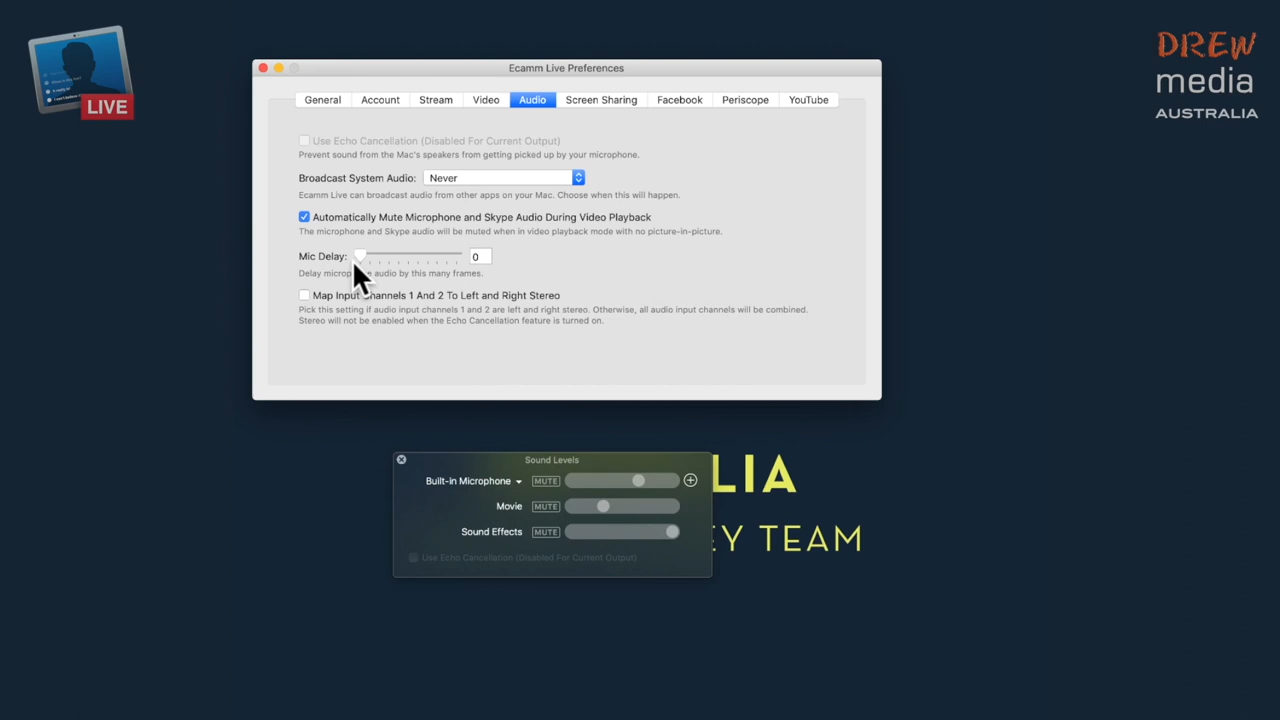 LIVE
DREW
media
AUSTRALIA
Ecamm Live Preferences
General Account Stream Video Audio Screen Sharing Facebook Periscope YouTube
Use Echo Cancellation (Disabled For Current Output)
Prevent sound from the Mac's speakers from getting picked up by your microphone.
Broadcast System Audio: Never
Ecamm Live can broadcast audio from other apps on your Mac. Choose when this will happen.
Automatically Mute Microphone and Skype Audio During Video Playback
The microphone and Skype audio will be muted when in video playback mode with no picture-in-picture.
Mic Delay: 0
Delay microphone audio by this many frames.
Map Input Channels 1 And 2 To Left and Right Stereo
Pick this setting if audio input channels 1 and 2 are left and right stereo. Otherwise, all audio input channels will be combined.
Stereo will not be enabled when the Echo Cancellation feature is turned on.
Sound Levels
Built-in Microphone MUTE
Movie MUTE
Sound Effects MUTE
Use Echo Cancellation (Disabled For Current Output)
LIA
EY TEAM